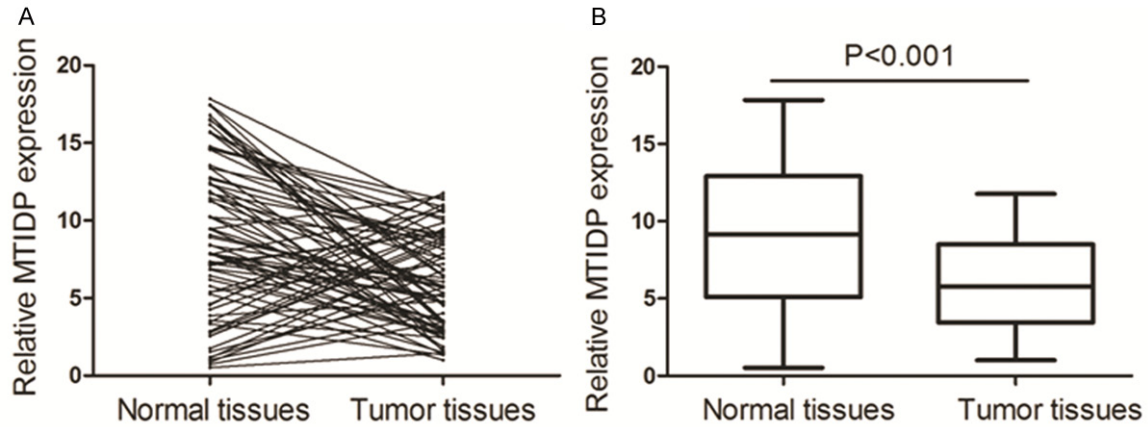 A
Relative MTIDP expression
20
15
10
5
0
Normal tissues
Tumor tissues
B
P<0.001
Relative MTIDP expression
20
15
10
5
0
Normal tissues
Tumor tissues